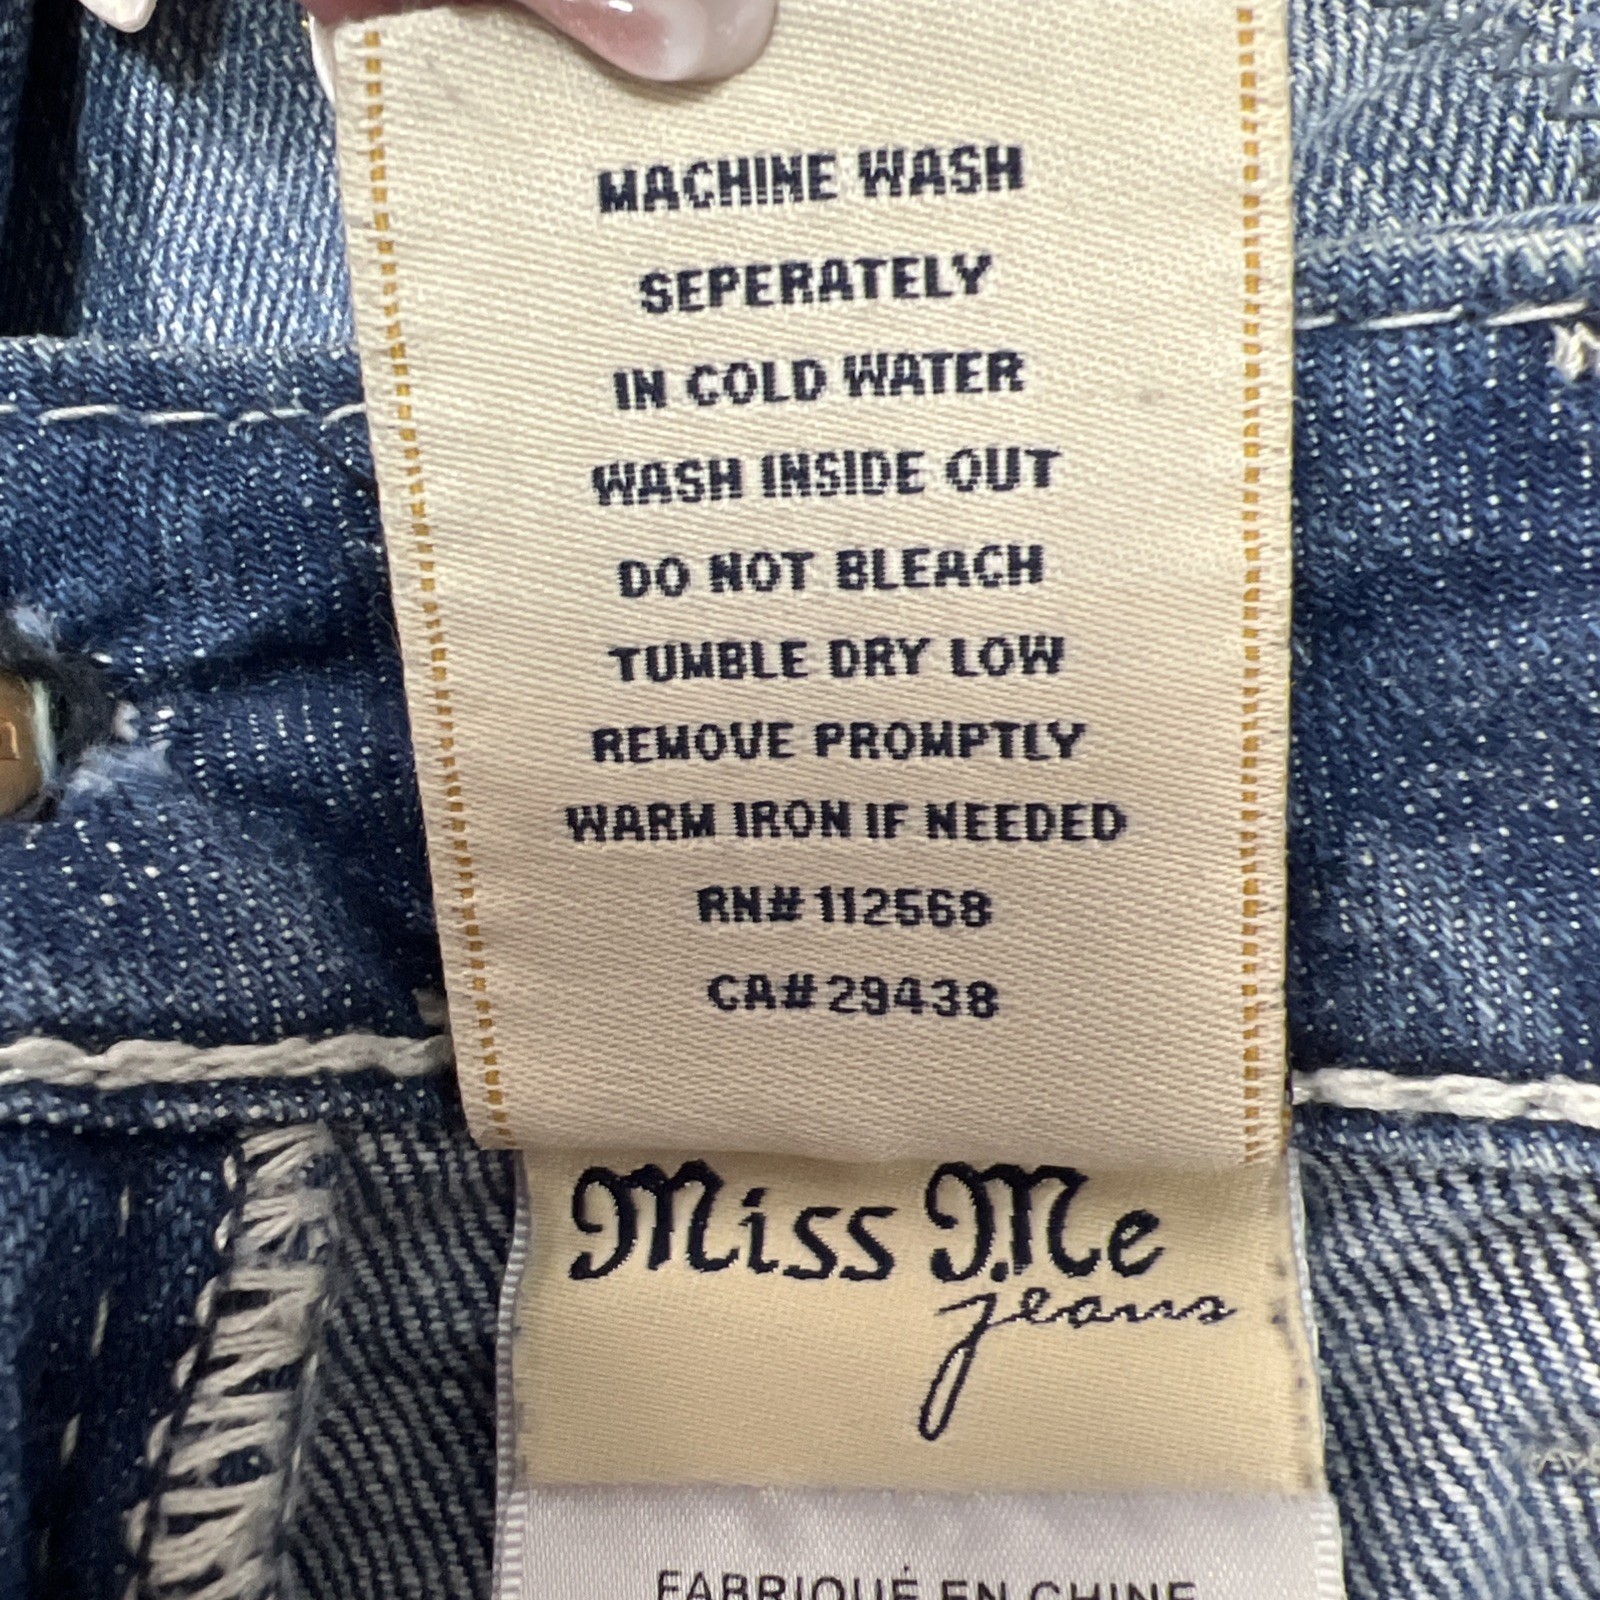 MACHINE WASH
SEPERATELY
IN COLD WATER
WASH INSIDE OUT
DO NOT BLEACH
TUMBLE DRY LOW
REMOVE PROMPTLY
WARM IRON IF NEEDED
RN# 112568
CA# 29438
Miss Me
jeans
FABRIQUÉ EN CHINE